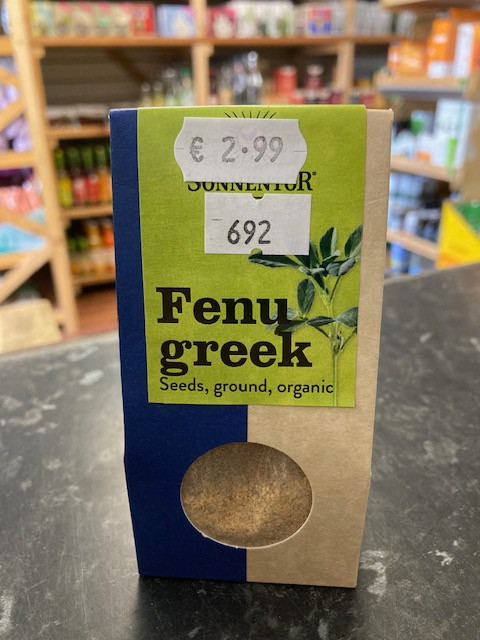 € 2.99
SONNENTOR®
692
Fenu
greek
Seeds, ground, organic